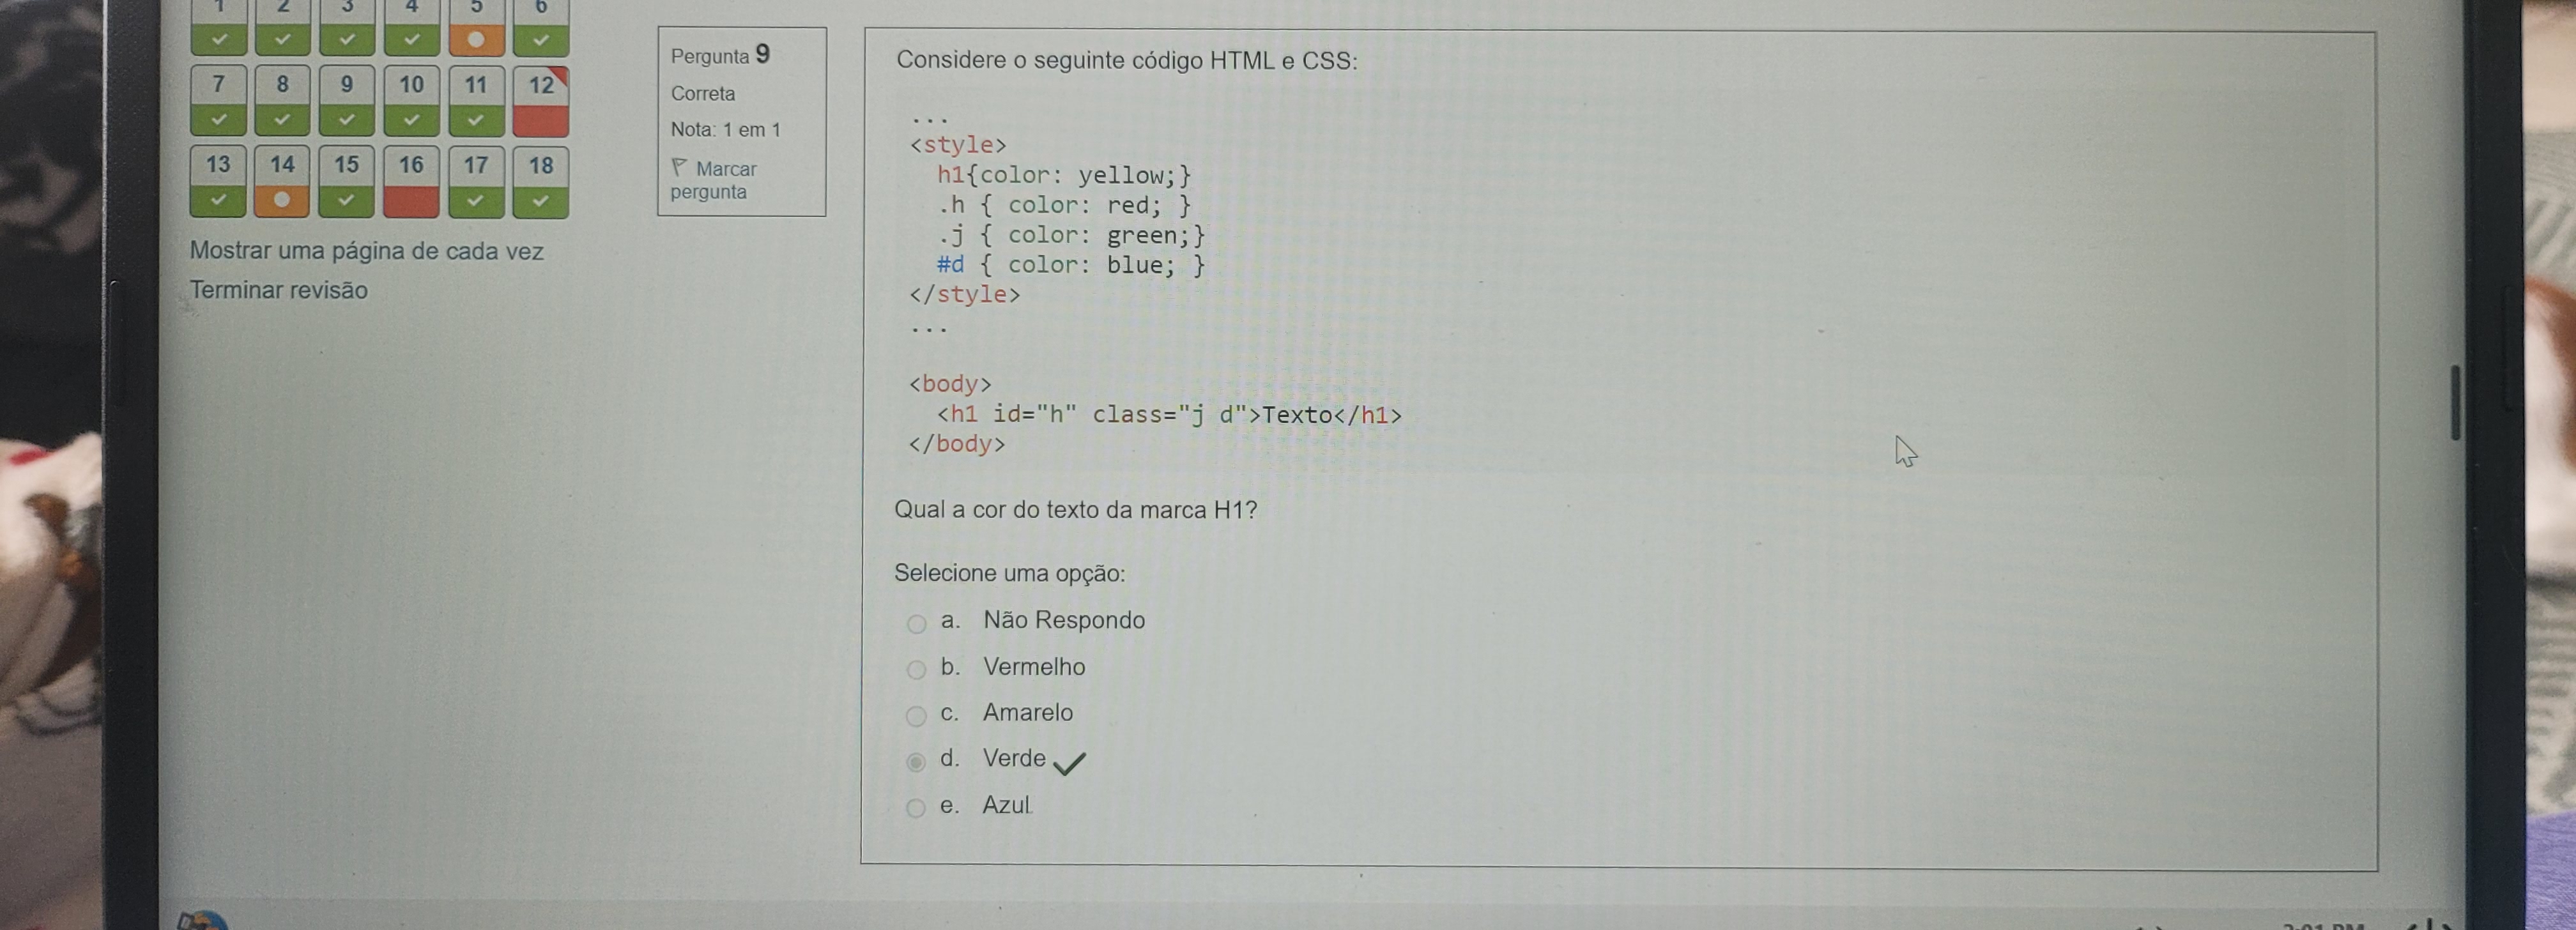 1 2 3 4 5 6
7 8 9 10 11 12
13 14 15 16 17 18
Mostrar uma página de cada vez
Terminar revisão
Pergunta 9
Correta
Nota: 1 em 1
Marcar
pergunta
Considere o seguinte código HTML e CSS:
...
<style>
h1{color: yellow;}
.h { color: red; }
.j { color: green;}
#d { color: blue; }
</style>
...
<body>
<h1 id="h" class="j d">Texto</h1>
</body>
Qual a cor do texto da marca H1?
Selecione uma opção:
a. Não Respondo
b. Vermelho
c. Amarelo
d. Verde
e. Azul